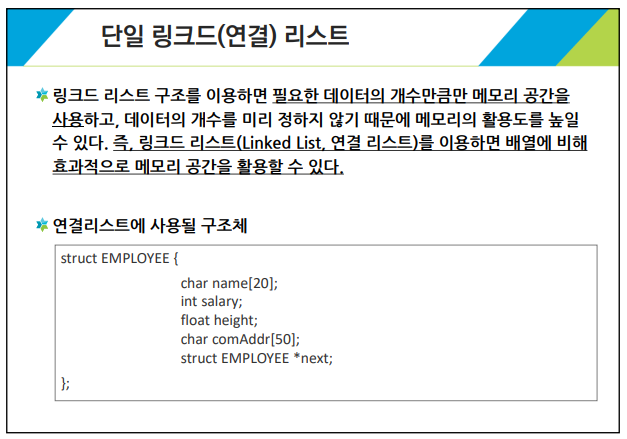 단일 링크드(연결) 리스트
링크드 리스트 구조를 이용하면 필요한 데이터의 개수만큼만 메모리 공간을
사용하고, 데이터의 개수를 미리 정하지 않기 때문에 메모리의 활용도를 높일
수 있다. 즉, 링크드 리스트(Linked List, 연결 리스트)를 이용하면 배열에 비해
효과적으로 메모리 공간을 활용할 수 있다.
연결리스트에 사용될 구조체
struct EMPLOYEE {
char name[20];
int salary;
float height;
char comAddr[50];
struct EMPLOYEE *next;
};